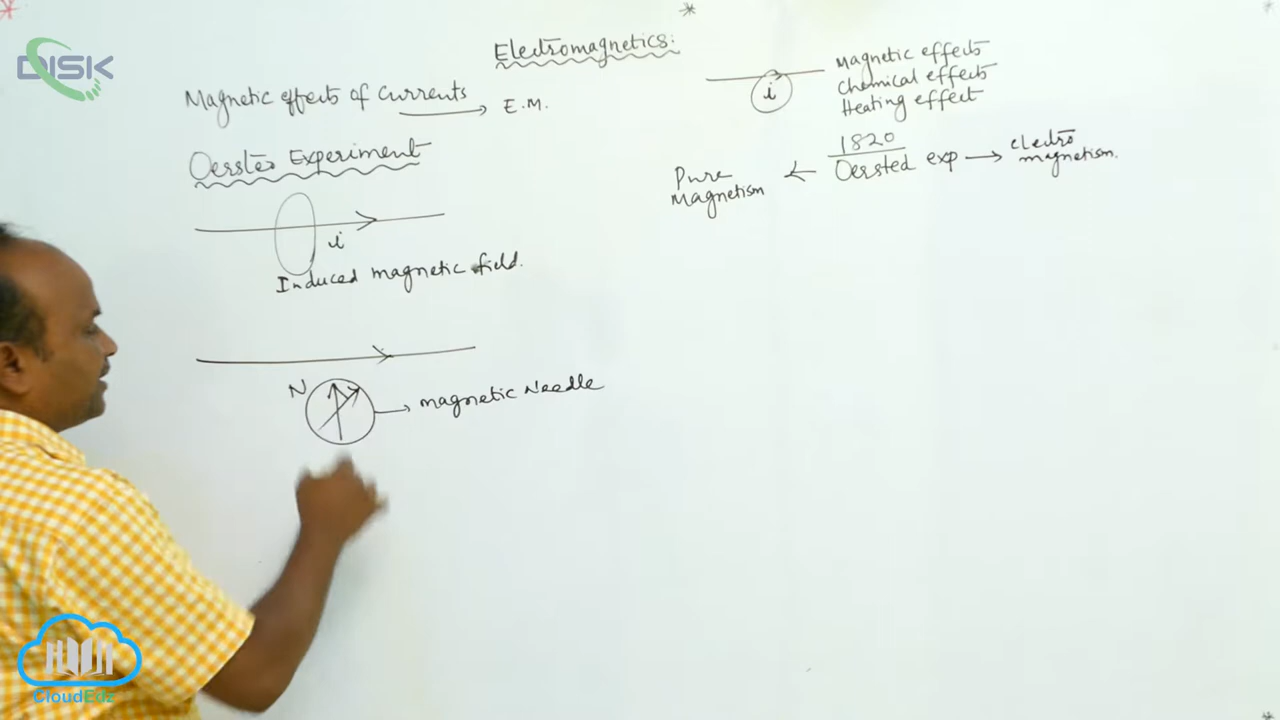 DISK
Electromagnetics:
Magnetic effects of Currents → E.M.
i
Magnetic effects
Chemical effects
Heating effect
1820
Pure Magnetism ← Oersted exp → electro magnetism.
Oersted Experiment
i
Induced magnetic field.
N
magnetic Needle
CloudEdz